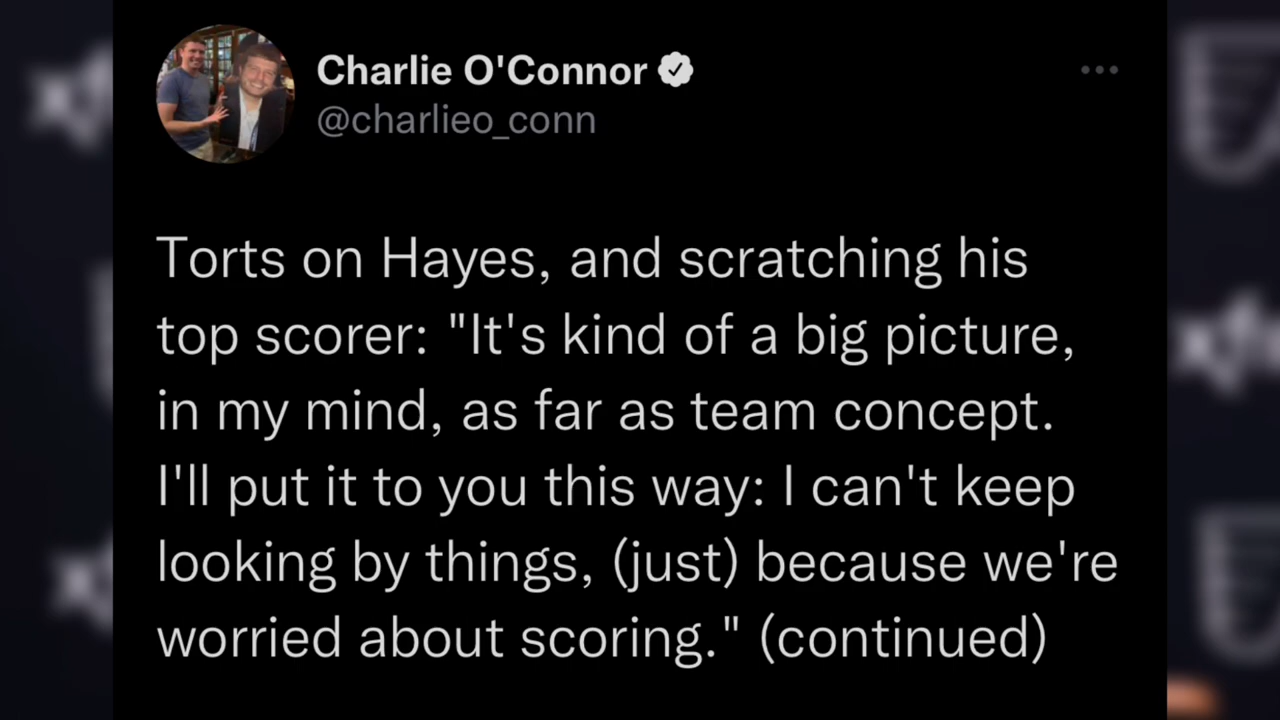 Charlie O'Connor
@charlieo_conn
Torts on Hayes, and scratching his
top scorer: "It's kind of a big picture,
in my mind, as far as team concept.
I'll put it to you this way: I can't keep
looking by things, (just) because we're
worried about scoring." (continued)